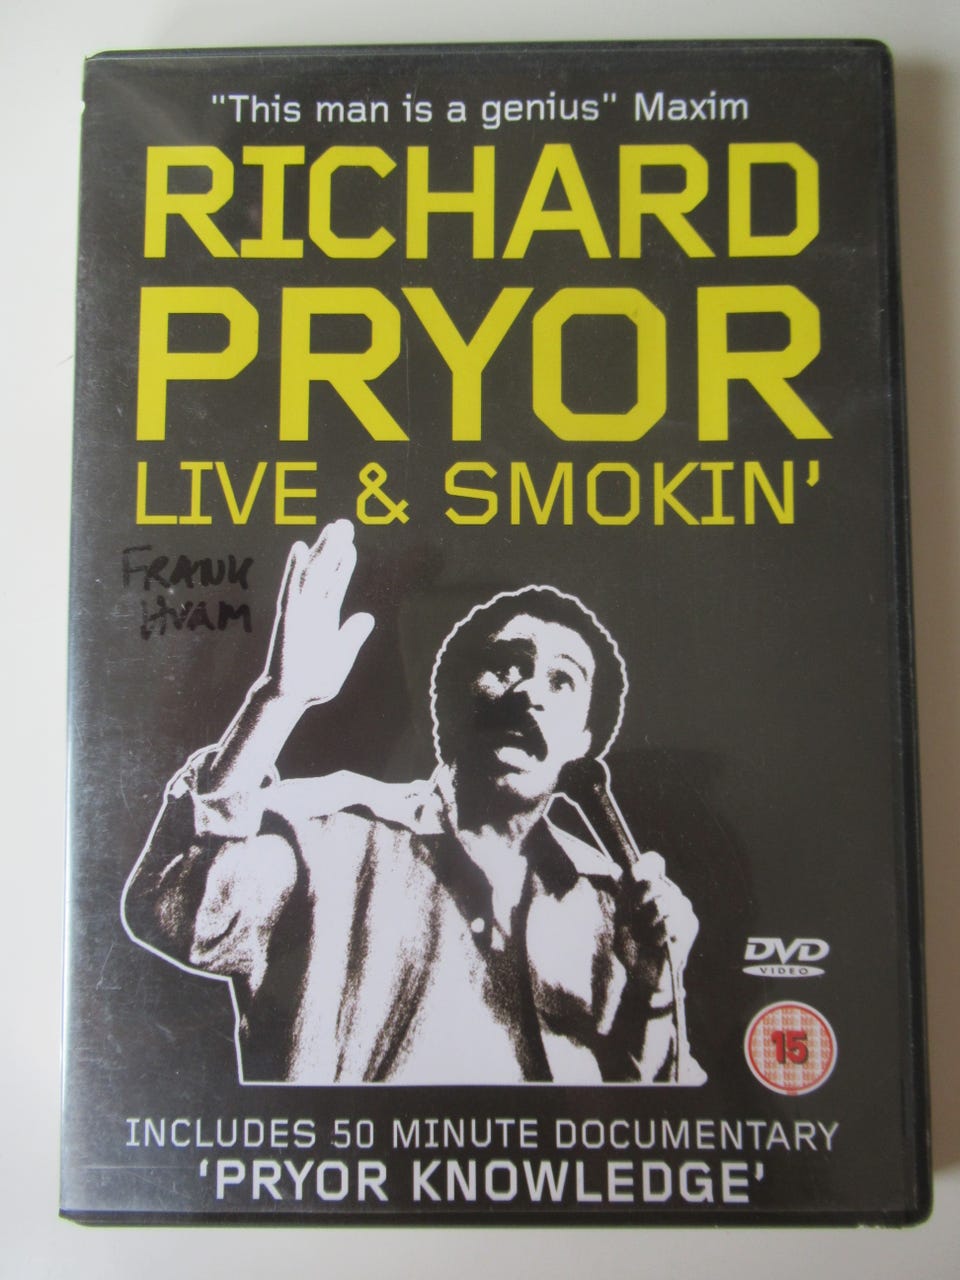 "This man is a genius" Maxim
RICHARD
PRYOR
LIVE & SMOKIN'
FRANK
HVAM
DVD
VIDEO
15
INCLUDES 50 MINUTE DOCUMENTARY
'PRYOR KNOWLEDGE'